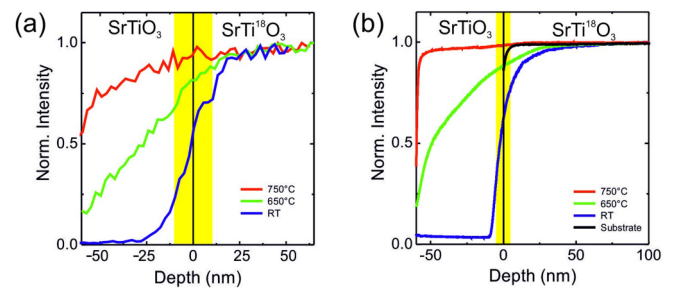 (a)
SrTiO₃ SrTi¹⁸O₃
Norm. Intensity
1.0
0.5
0.0
750°C
650°C
RT
-50 -25 0 25 50
Depth (nm)
(b)
SrTiO₃ SrTi¹⁸O₃
Norm. Intensity
1.0
0.5
0.0
750°C
650°C
RT
Substrate
-50 0 50 100
Depth (nm)